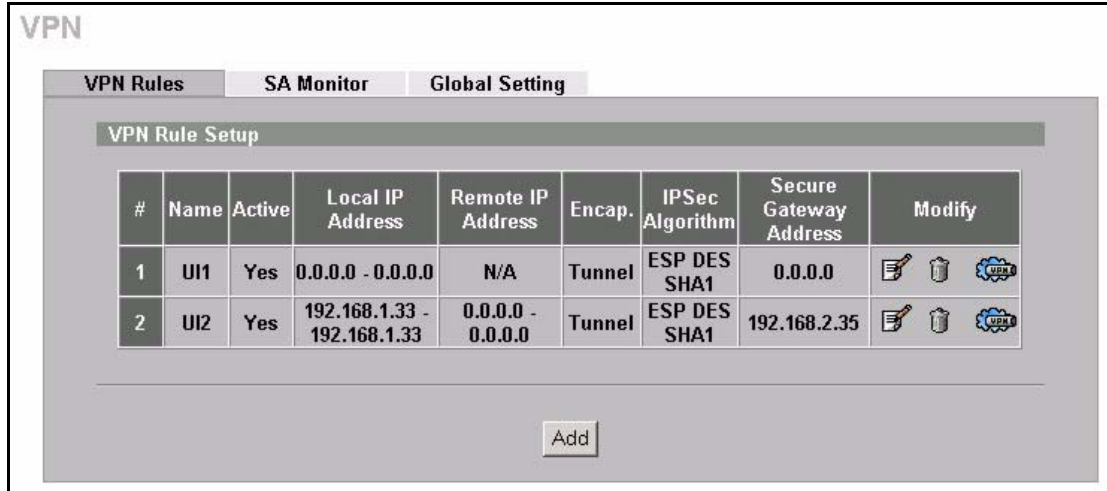 VPN
VPN Rules SA Monitor Global Setting
VPN Rule Setup
# Name Active Local IP Address Remote IP Address Encap. IPSec Algorithm Secure Gateway Address Modify
1 UI1 Yes 0.0.0.0 - 0.0.0.0 N/A Tunnel ESP DES SHA1 0.0.0.0 VPN
2 UI2 Yes 192.168.1.33 - 192.168.1.33 0.0.0.0 - 0.0.0.0 Tunnel ESP DES SHA1 192.168.2.35 VPN
Add